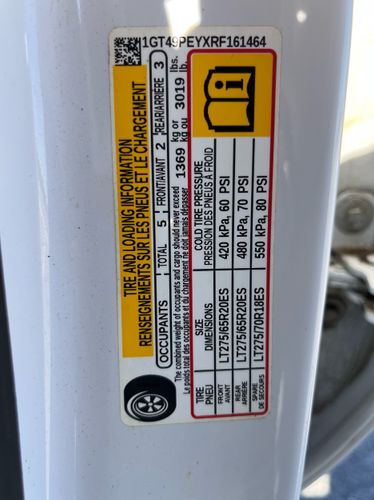 1GT49PEYXRF161464
TIRE AND LOADING INFORMATION
RENSEIGNEMENTS SUR LES PNEUS ET LE CHARGEMENT
OCCUPANTS TOTAL 5 FRONT/AVANT 2 REAR/ARRIÈRE 3
The combined weight of occupants and cargo should never exceed 1369 kg or 3019 lbs.
Le poids total des occupants et du chargement ne doit jamais dépasser kg ou lbs.
TIRE SIZE COLD TIRE PRESSURE
PNEU DIMENSIONS PRESSION DES PNEUS À FROID
FRONT LT275/65R20ES 420 kPa, 60 PSI
AVANT
REAR LT275/65R20ES 480 kPa, 70 PSI
ARRIÈRE
SPARE LT275/70R18ES 550 kPa, 80 PSI
DE SECOURS